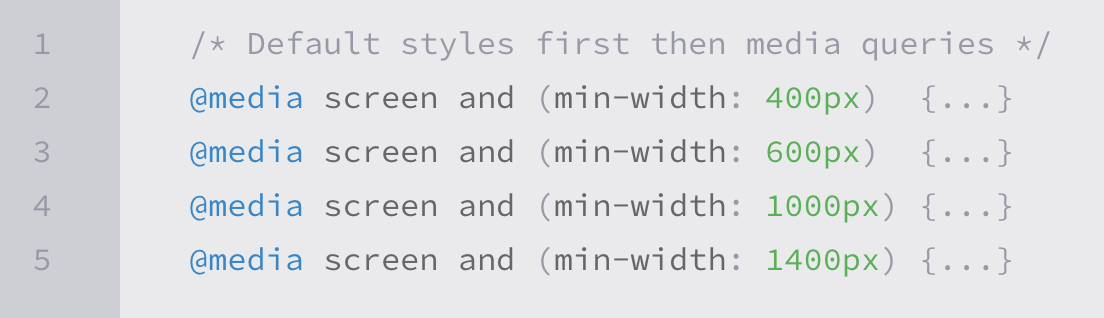 1 /* Default styles first then media queries */
2 @media screen and (min-width: 400px)  {...}
3 @media screen and (min-width: 600px)  {...}
4 @media screen and (min-width: 1000px) {...}
5 @media screen and (min-width: 1400px) {...}